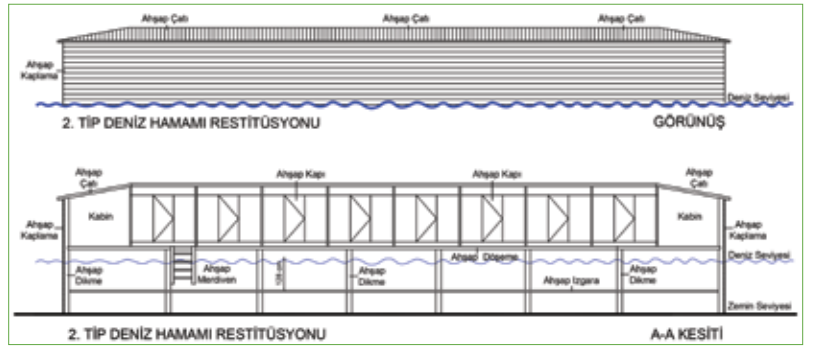 Ahşap Çatı Ahşap Çatı Ahşap Çatı
Ahşap
Kaplama
Deniz Seviyesi
2. TİP DENİZ HAMAMI RESTİTÜSYONU GÖRÜNÜŞ
Ahşap
Çatı
Ahşap Kapı Ahşap Kapı
Ahşap
Çatı
Kabin Kabin
Ahşap
Kaplama
Ahşap
Kaplama
Ahşap Döşeme
Deniz Seviyesi
Ahşap
Dikme
Ahşap
Merdiven
Ahşap
Dikme
Ahşap Izgara
Ahşap
Dikme
Zemin Seviyesi
2. TİP DENİZ HAMAMI RESTİTÜSYONU A-A KESİTİ